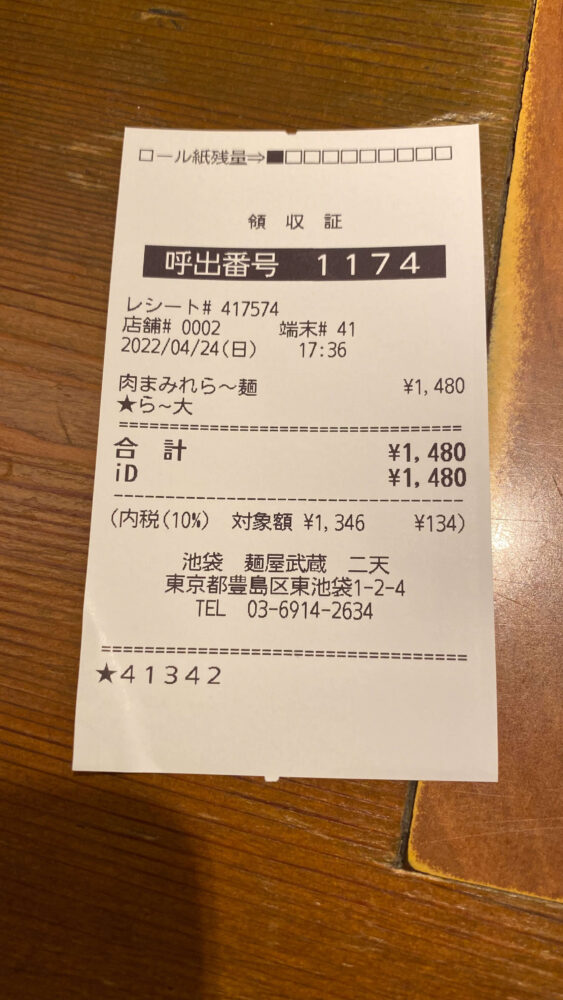 ロール紙残量⇒■□□□□□□□□□
領収証
呼出番号 1174
レシート# 417574
店舗# 0002 端末# 41
2022/04/24(日) 17:36
肉まみれら～麺 ¥1,480
★ら~大
合計 ¥1,480
iD ¥1,480
(内税(10%) 対象額 ¥1,346 ¥134)
池袋 麺屋武蔵 二天
東京都豊島区東池袋1-2-4
TEL 03-6914-2634
★41342